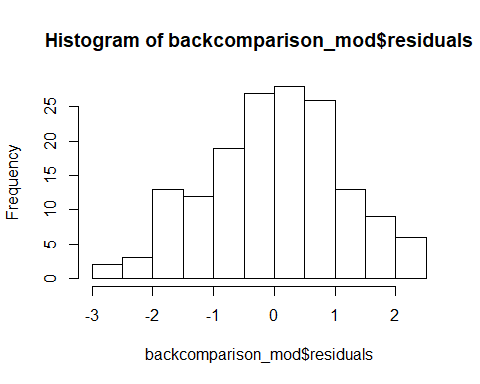 Histogram of backcomparison_mod$residuals
Frequency
25
20
15
10
5
0
-3 -2 -1 0 1 2
backcomparison_mod$residuals